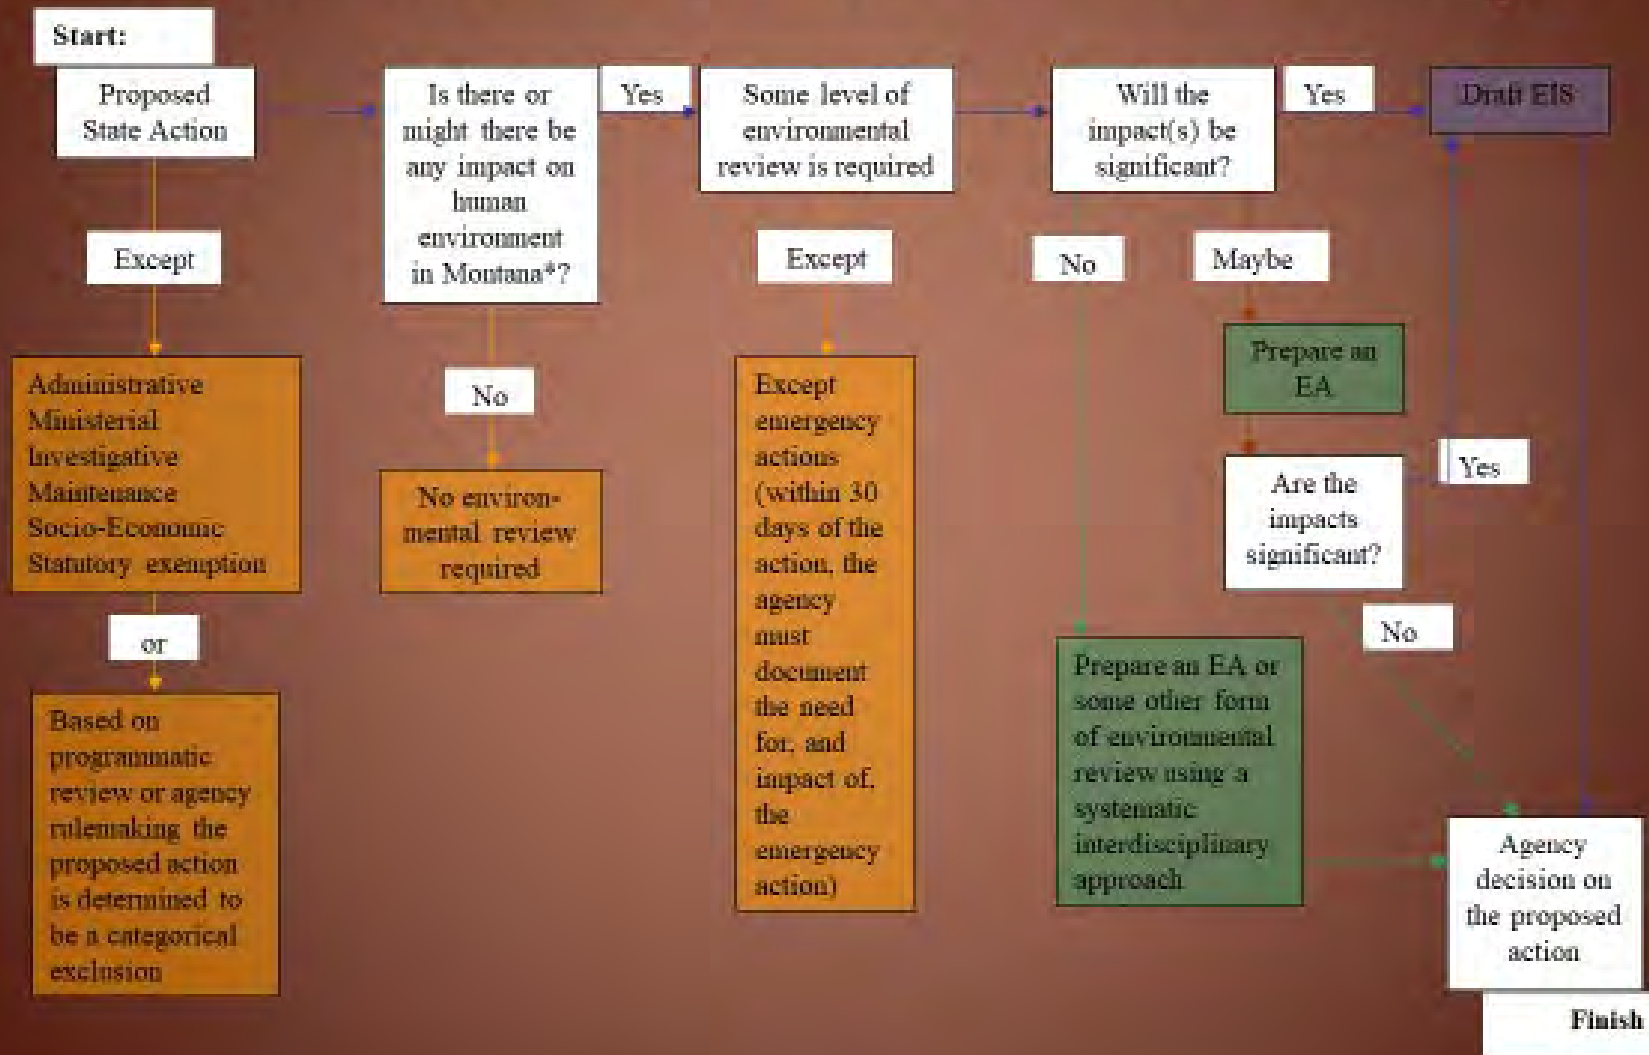 Start:
Proposed
State Action
Except
Administrative
Ministerial
Investigative
Maintenance
Socio-Economic
Statutory exemption
or
Based on
programmatic
review or agency
rulemaking the
proposed action
is determined to
be a categorical
exclusion
Is there or
might there be
any impact on
human
environment
in Montana*?
Yes
No
No environ-
mental review
required
Some level of
environmental
review is required
Except
Except
emergency
actions
(within 30
days of the
action, the
agency
must
document
the need
for, and
impact of,
the
emergency
action)
Will the
impact(s) be
significant?
Yes
Draft EIS
No
Maybe
Prepare an
EA
Are the
impacts
significant?
Yes
No
Prepare an EA or
some other form
of environmental
review using a
systematic
interdisciplinary
approach
Agency
decision on
the proposed
action
Finish